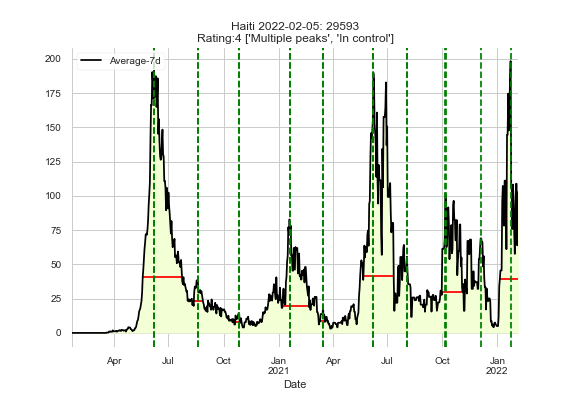 Haiti 2022-02-05: 29593
Rating:4 ['Multiple peaks', 'In control']
Average-7d
200
175
150
125
100
75
50
25
0
Apr Jul Oct Jan Apr Jul Oct Jan
2021 2022
Date